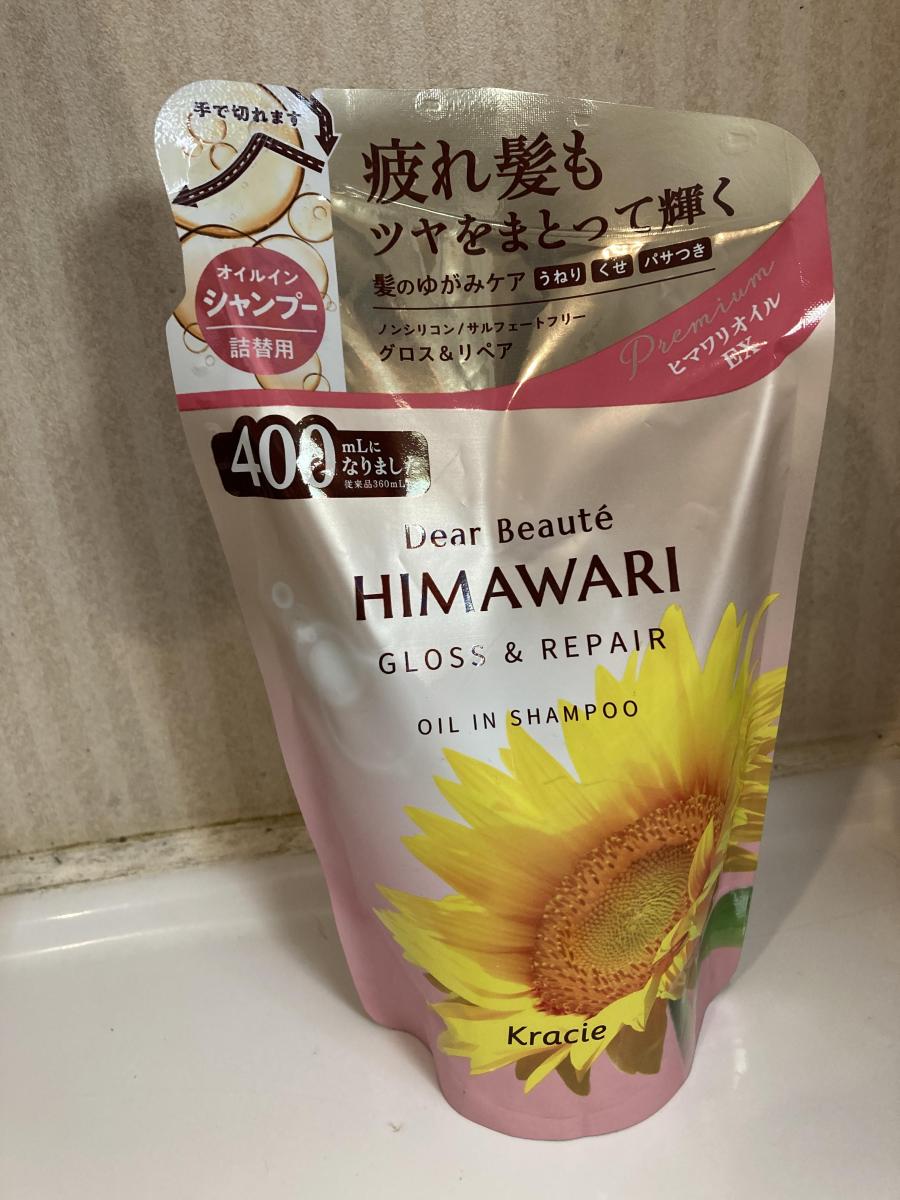 手で切れます
疲れ髪も
ツヤをまとって輝く
髪のゆがみケア うねり くせ パサつき
ノンシリコン/サルフェートフリー
グロス&リペア
オイルイン
シャンプー
詰替用
Premium
ヒマワリオイル
EX
400mLに
なりました
従来品360mL
Dear Beauté
HIMAWARI
GLOSS & REPAIR
OIL IN SHAMPOO
Kracie